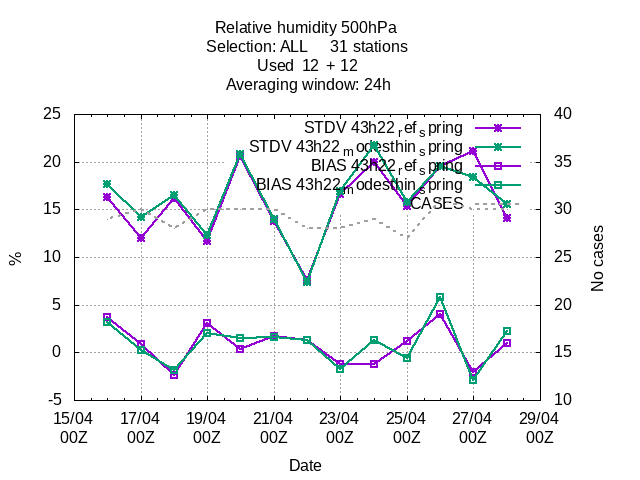 Relative humidity 500hPa
Selection: ALL 31 stations
Used 12 + 12
Averaging window: 24h
25
20
15
10
5
0
-5
%
40
35
30
25
20
15
10
No cases
STDV 43h22_ref_spring
STDV 43h22_modesthin_spring
BIAS 43h22_ref_spring
BIAS 43h22_modesthin_spring
CASES
15/04 17/04 19/04 21/04 23/04 25/04 27/04 29/04
00Z 00Z 00Z 00Z 00Z 00Z 00Z 00Z
Date